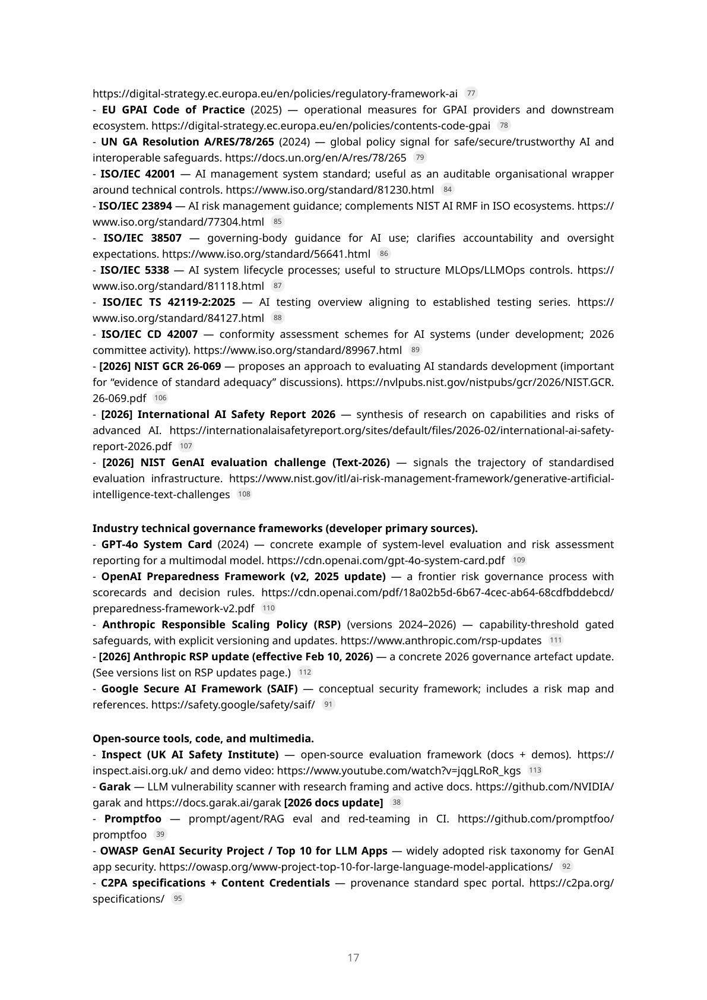 https://digital-strategy.ec.europa.eu/en/policies/regulatory-framework-ai 77
- EU GPAI Code of Practice (2025) — operational measures for GPAI providers and downstream
ecosystem. https://digital-strategy.ec.europa.eu/en/policies/contents-code-gpai 78
- UN GA Resolution A/RES/78/265 (2024) — global policy signal for safe/secure/trustworthy AI and
interoperable safeguards. https://docs.un.org/en/A/res/78/265 79
- ISO/IEC 42001 — AI management system standard; useful as an auditable organisational wrapper
around technical controls. https://www.iso.org/standard/81230.html 84
- ISO/IEC 23894 — AI risk management guidance; complements NIST AI RMF in ISO ecosystems. https://
www.iso.org/standard/77304.html 85
- ISO/IEC 38507 — governing-body guidance for AI use; clarifies accountability and oversight
expectations. https://www.iso.org/standard/56641.html 86
- ISO/IEC 5338 — AI system lifecycle processes; useful to structure MLOps/LLMOps controls. https://
www.iso.org/standard/81118.html 87
- ISO/IEC TS 42119-2:2025 — AI testing overview aligning to established testing series. https://
www.iso.org/standard/84127.html 88
- ISO/IEC CD 42007 — conformity assessment schemes for AI systems (under development; 2026
committee activity). https://www.iso.org/standard/89967.html 89
- [2026] NIST GCR 26-069 — proposes an approach to evaluating AI standards development (important
for “evidence of standard adequacy” discussions). https://nvlpubs.nist.gov/nistpubs/gcr/2026/NIST.GCR.
26-069.pdf 106
- [2026] International AI Safety Report 2026 — synthesis of research on capabilities and risks of
advanced AI. https://internationalaisafetyreport.org/sites/default/files/2026-02/international-ai-safety-
report-2026.pdf 107
- [2026] NIST GenAI evaluation challenge (Text-2026) — signals the trajectory of standardised
evaluation infrastructure. https://www.nist.gov/itl/ai-risk-management-framework/generative-artificial-
intelligence-text-challenges 108
Industry technical governance frameworks (developer primary sources).
- GPT-4o System Card (2024) — concrete example of system-level evaluation and risk assessment
reporting for a multimodal model. https://cdn.openai.com/gpt-4o-system-card.pdf 109
- OpenAI Preparedness Framework (v2, 2025 update) — a frontier risk governance process with
scorecards and decision rules. https://cdn.openai.com/pdf/18a02b5d-6b67-4cec-ab64-68cdfbddebcd/
preparedness-framework-v2.pdf 110
- Anthropic Responsible Scaling Policy (RSP) (versions 2024–2026) — capability-threshold gated
safeguards, with explicit versioning and updates. https://www.anthropic.com/rsp-updates 111
- [2026] Anthropic RSP update (effective Feb 10, 2026) — a concrete 2026 governance artefact update.
(See versions list on RSP updates page.) 112
- Google Secure AI Framework (SAIF) — conceptual security framework; includes a risk map and
references. https://safety.google/safety/saif/ 91
Open-source tools, code, and multimedia.
- Inspect (UK AI Safety Institute) — open-source evaluation framework (docs + demos). https://
inspect.aisi.org.uk/ and demo video: https://www.youtube.com/watch?v=jqgLRoR_kgs 113
- Garak — LLM vulnerability scanner with research framing and active docs. https://github.com/NVIDIA/
garak and https://docs.garak.ai/garak [2026 docs update] 38
- Promptfoo — prompt/agent/RAG eval and red-teaming in CI. https://github.com/promptfoo/
promptfoo 39
- OWASP GenAI Security Project / Top 10 for LLM Apps — widely adopted risk taxonomy for GenAI
app security. https://owasp.org/www-project-top-10-for-large-language-model-applications/ 92
- C2PA specifications + Content Credentials — provenance standard spec portal. https://c2pa.org/
specifications/ 95
17